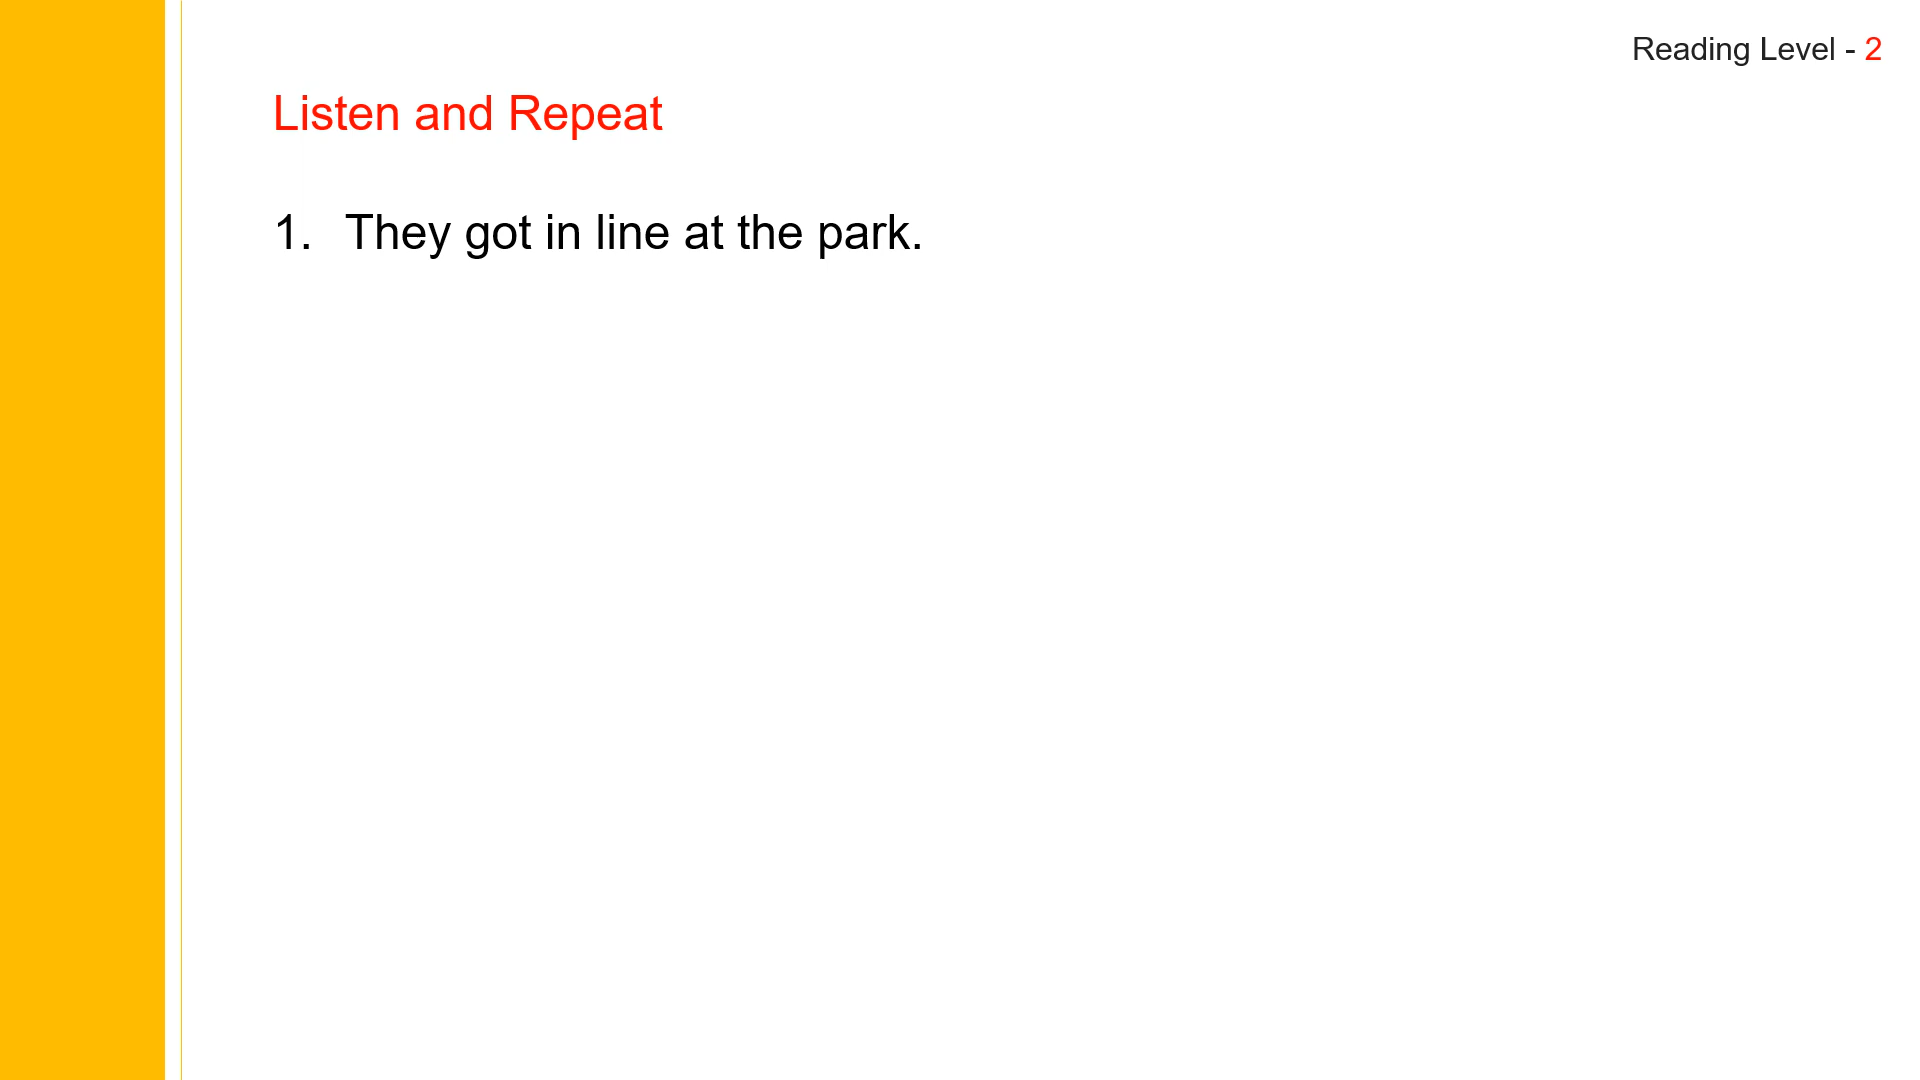 Reading Level - 2
Listen and Repeat
1. They got in line at the park.